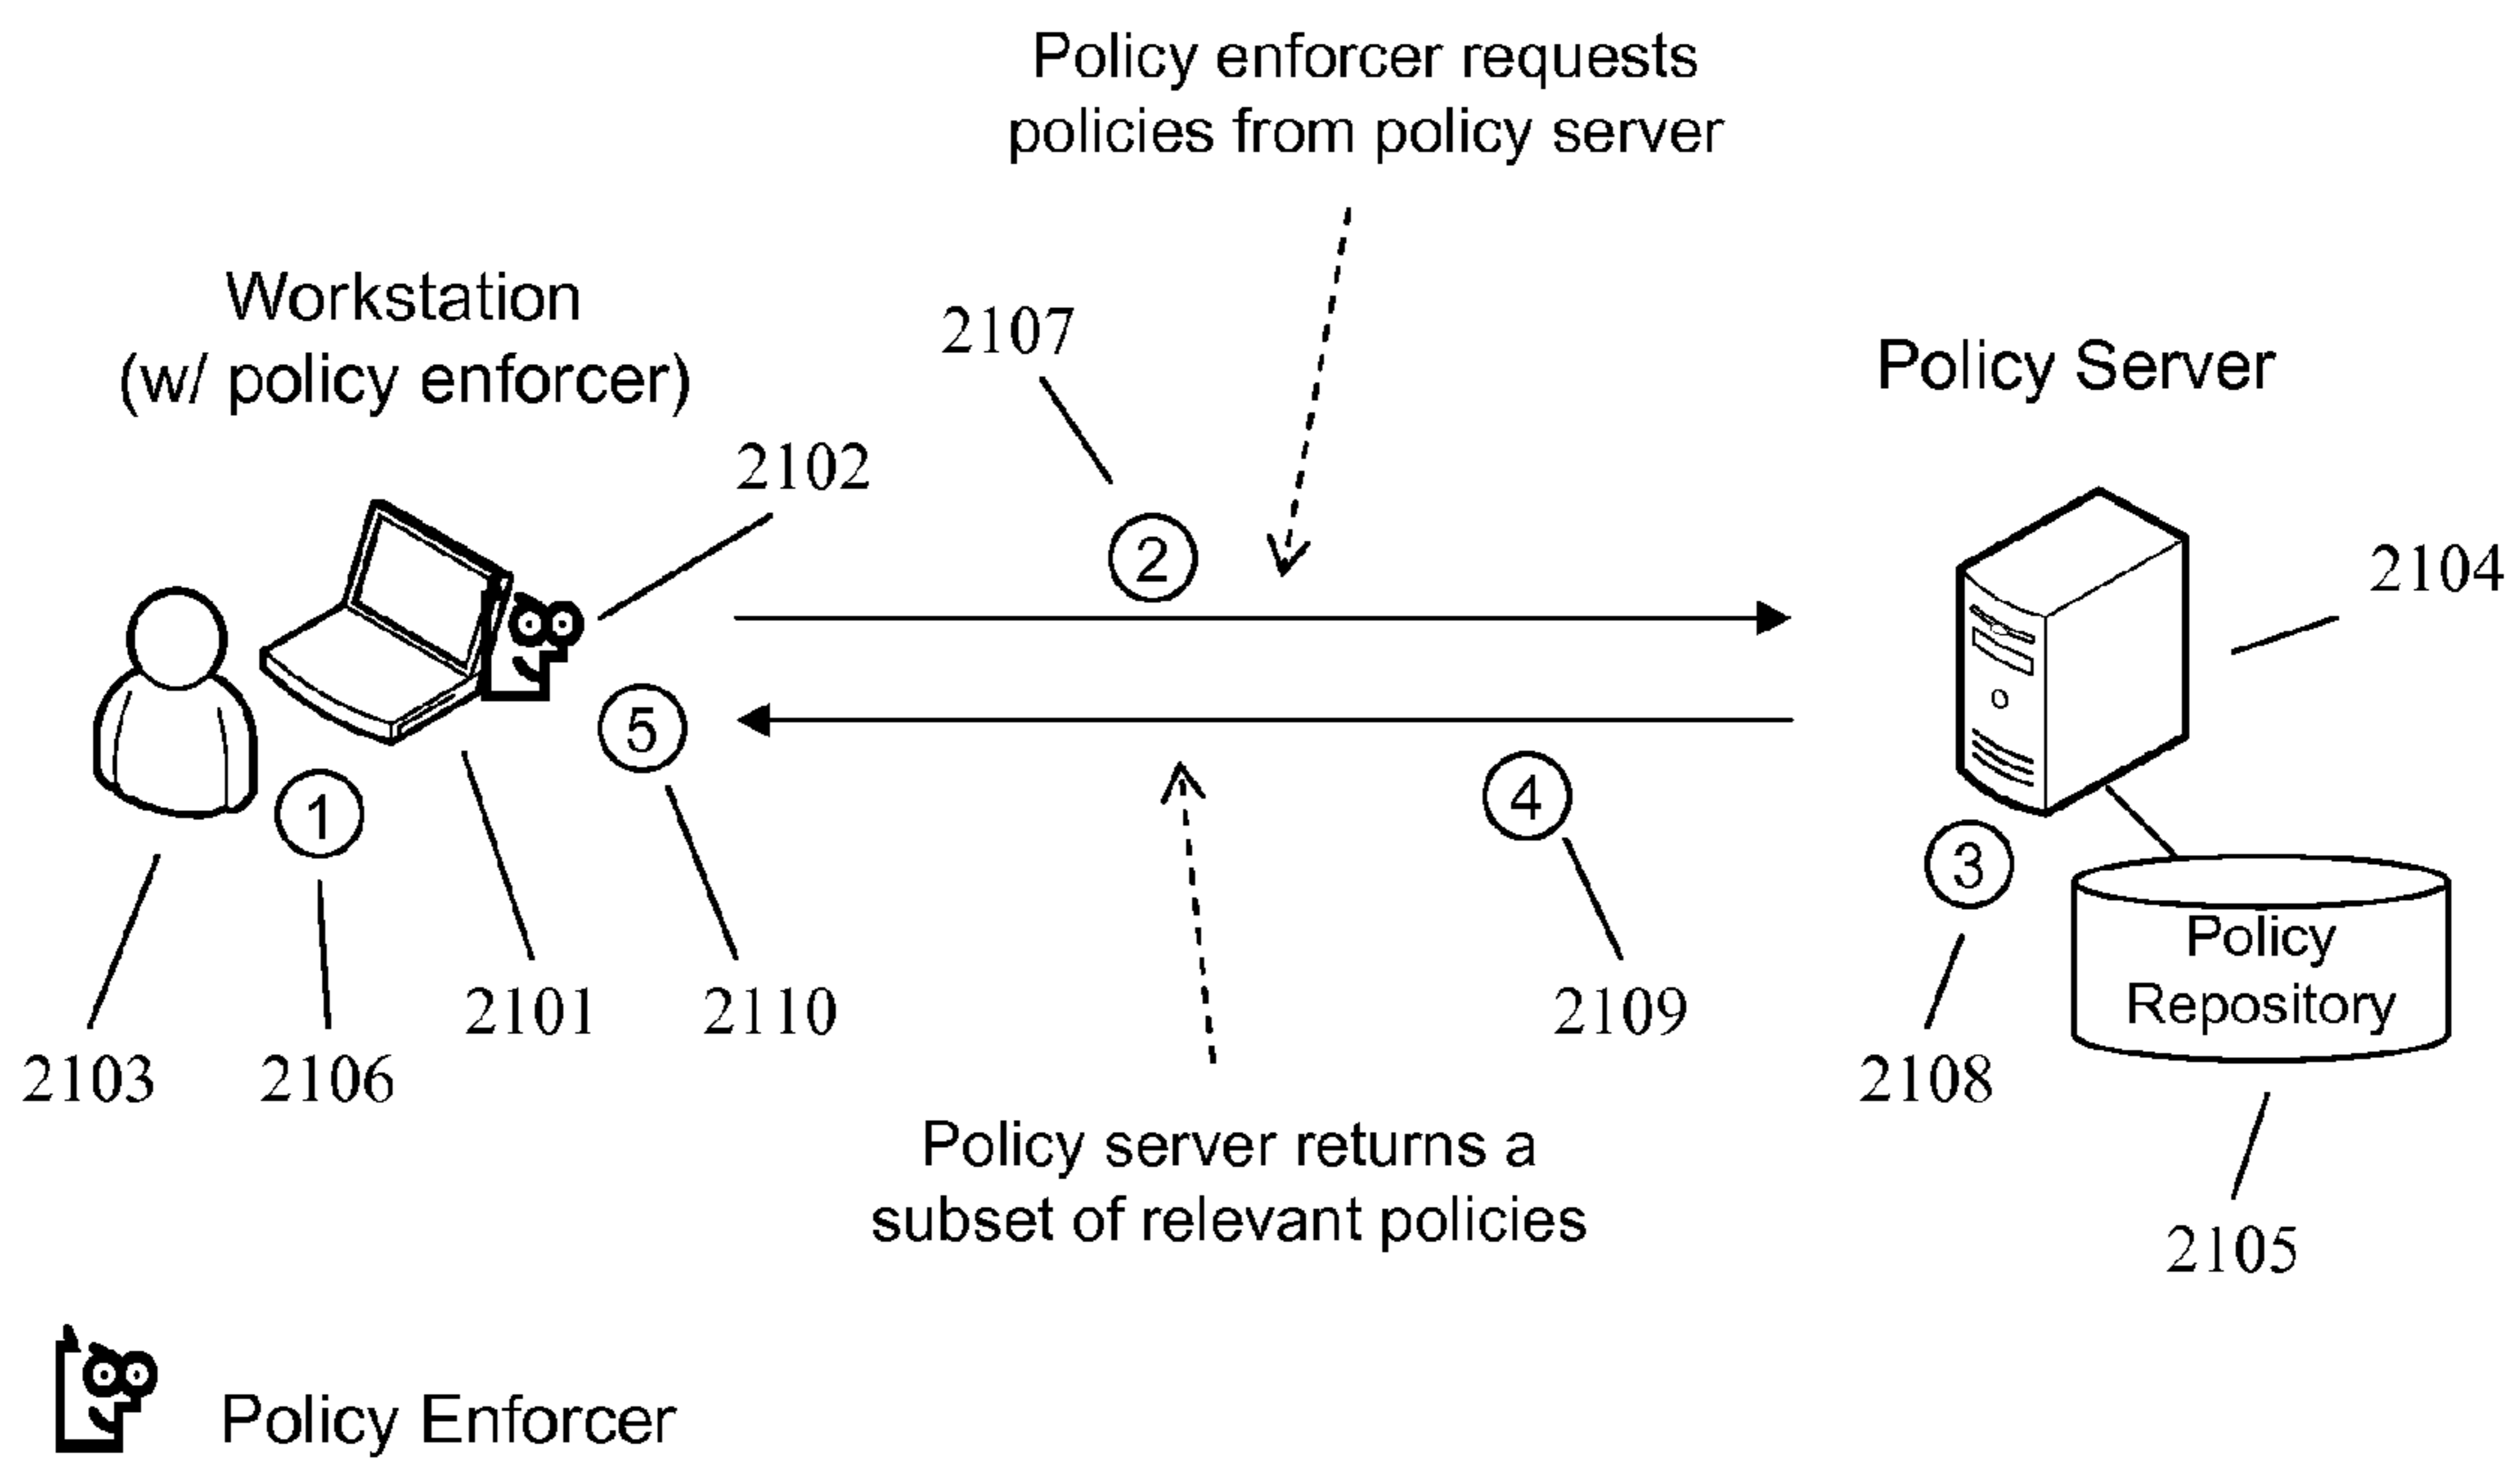 Policy enforcer requests
policies from policy server
Workstation
(w/ policy enforcer)
2107
Policy Server
2102
2
2104
5
4
1
3
Policy
Repository
2103
2106
2101
2110
2109
2108
2105
Policy server returns a
subset of relevant policies
Policy Enforcer